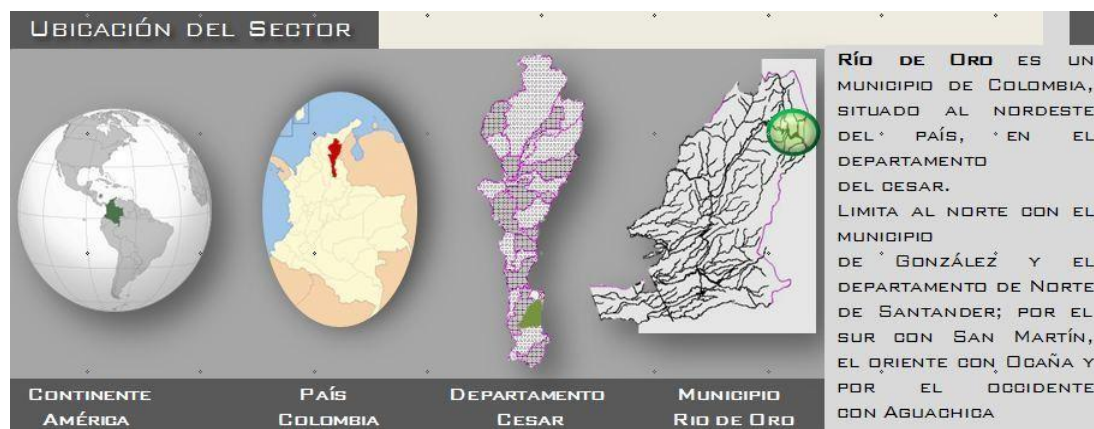 Ubicación del Sector
Río de Oro es un
municipio de Colombia,
situado al nordeste
del país, en el
departamento
del cesar.
Limita al norte con el
municipio
de González y el
departamento de Norte
de Santander; por el
sur con San Martín,
el oriente con Ocaña y
por el occidente
con Aguachica
Continente
América
País
Colombia
Departamento
Cesar
Municipio
Rio de Oro